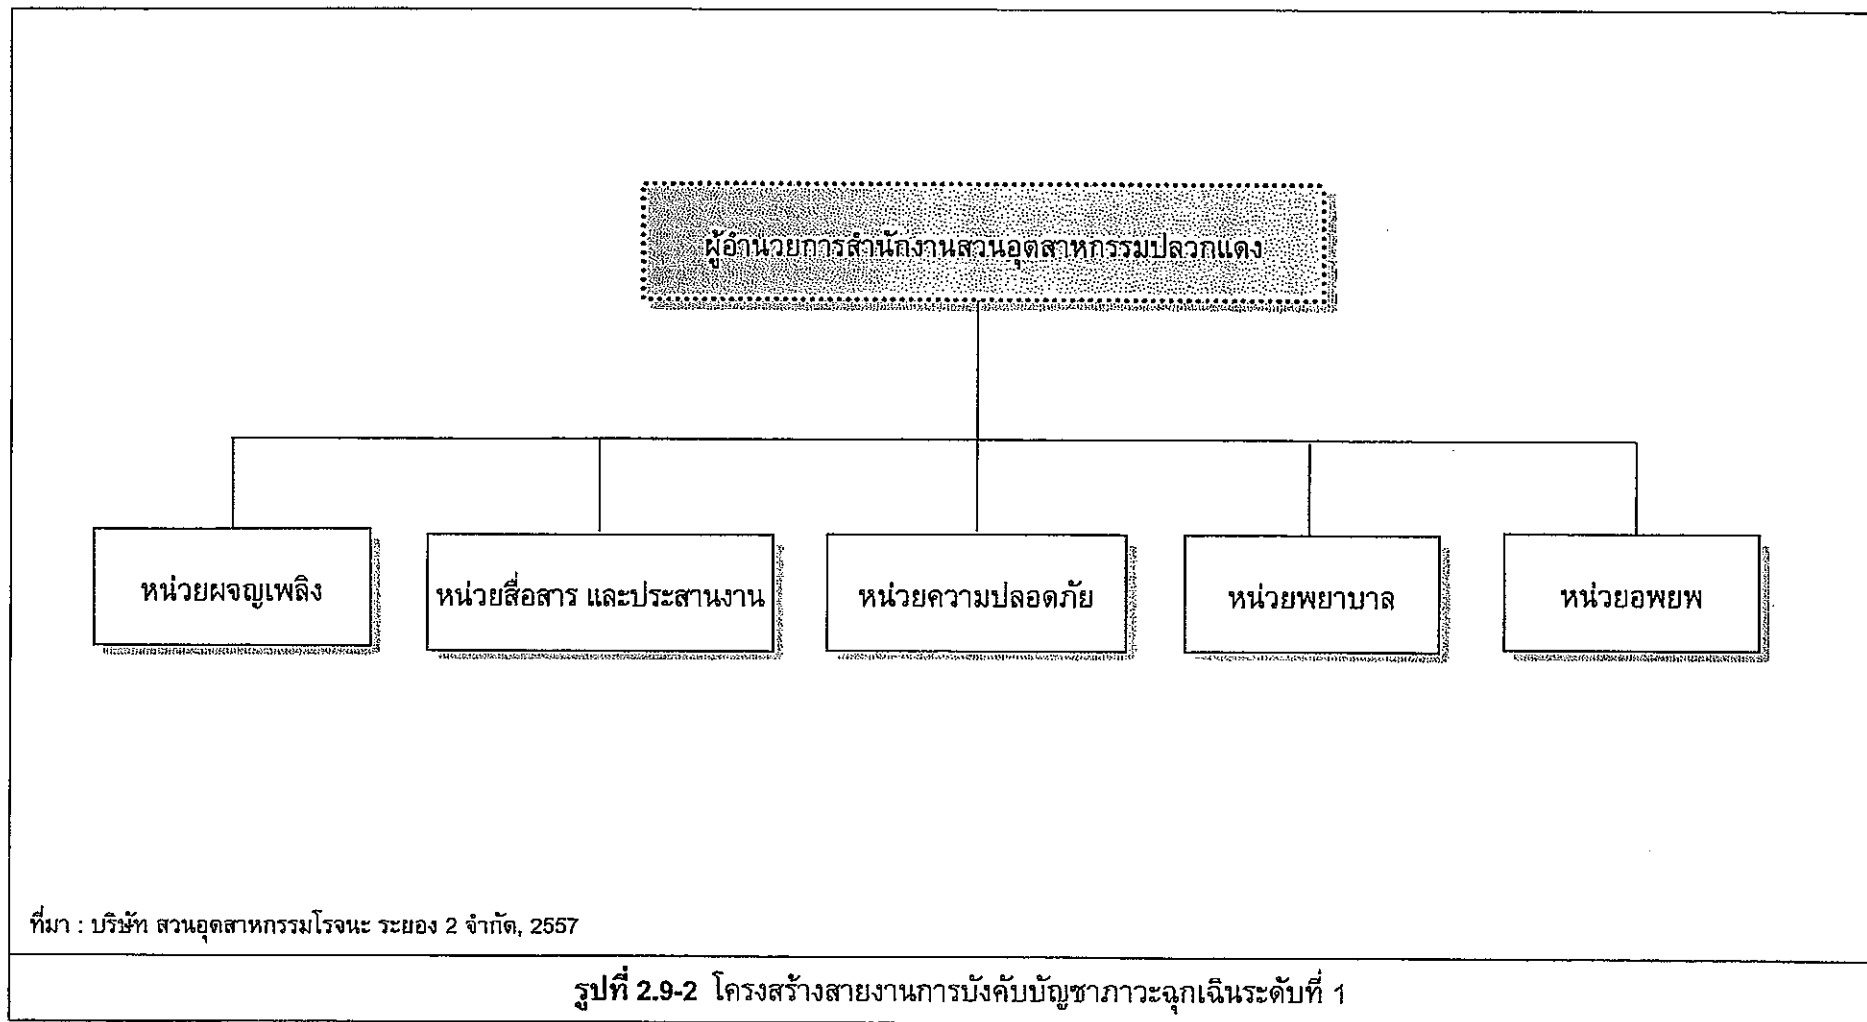 ผู้อำนวยการสำนักงานสวนอุตสาหกรรมปลวกแดง
หน่วยผจญเพลิง
หน่วยสื่อสาร และประสานงาน
หน่วยความปลอดภัย
หน่วยพยาบาล
หน่วยอพยพ
ที่มา : บริษัท สวนอุตสาหกรรมโรจนะ ระยอง 2 จำกัด, 2557
รูปที่ 2.9-2 โครงสร้างสายงานการบังคับบัญชาภาวะฉุกเฉินระดับที่ 1